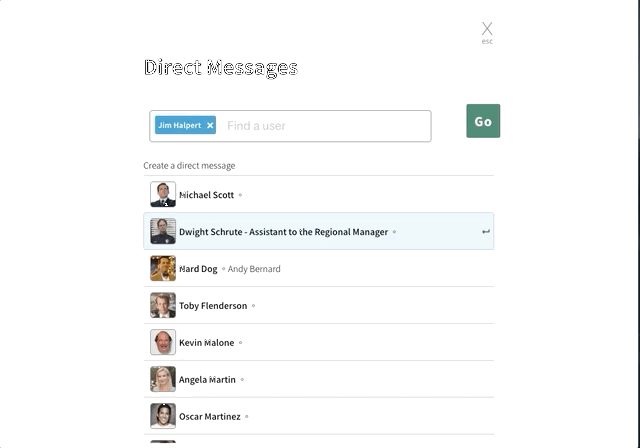 X
esc
Direct Messages
Jim Halpert × Find a user
Go
Create a direct message
Michael Scott
Dwight Schrute - Assistant to the Regional Manager
Nard Dog Andy Bernard
Toby Flenderson
Kevin Malone
Angela Martin
Oscar Martinez